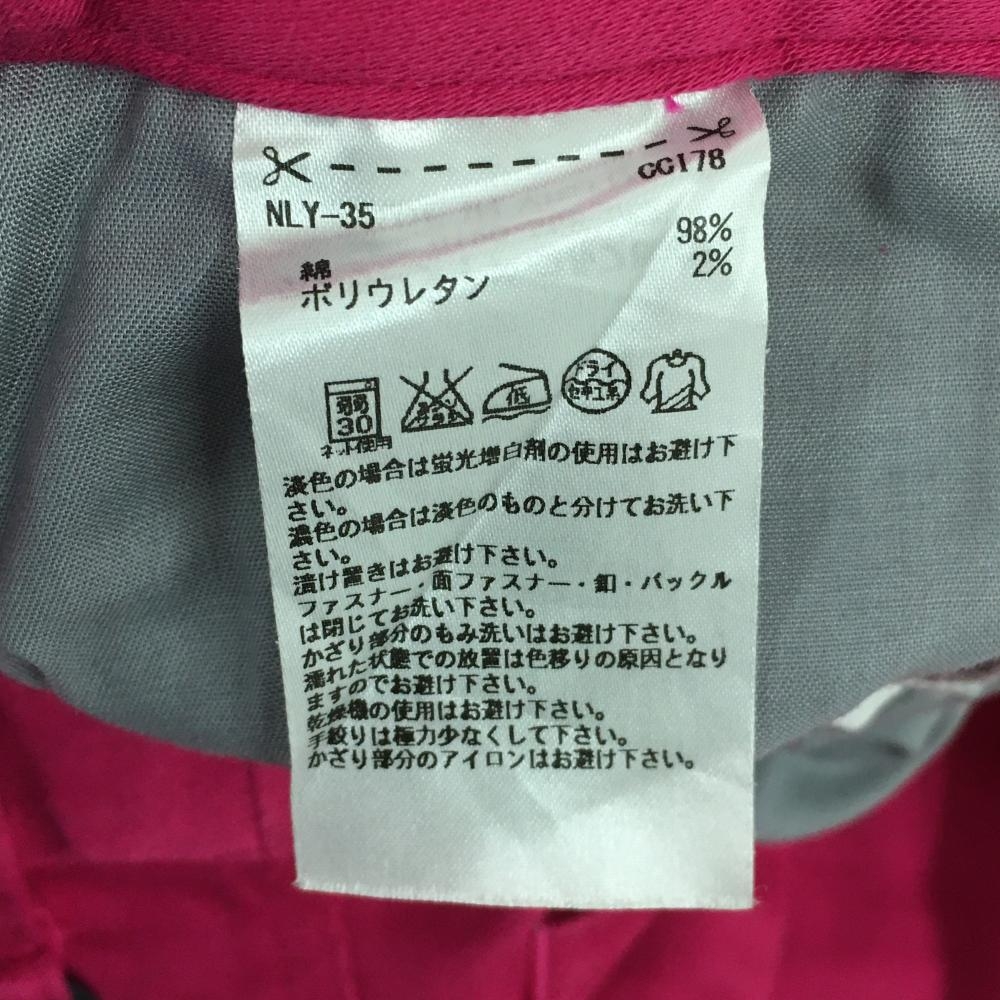 CC178
NLY-35
綿 98%
ポリウレタン 2%
弱
30
ネット使用
エンソ
サラシ
低
ドライ
セキユ系
淡色の場合は蛍光増白剤の使用はお避け下
さい。
濃色の場合は淡色のものと分けてお洗い下
さい。
漬け置きはお避け下さい。
ファスナー・面ファスナー・釦・バックル
は閉じてお洗い下さい。
かざり部分のもみ洗いはお避け下さい。
濡れた状態での放置は色移りの原因となり
ますのでお避け下さい。
乾燥機の使用はお避け下さい。
手絞りは極力少なくして下さい。
かざり部分のアイロンはお避け下さい。